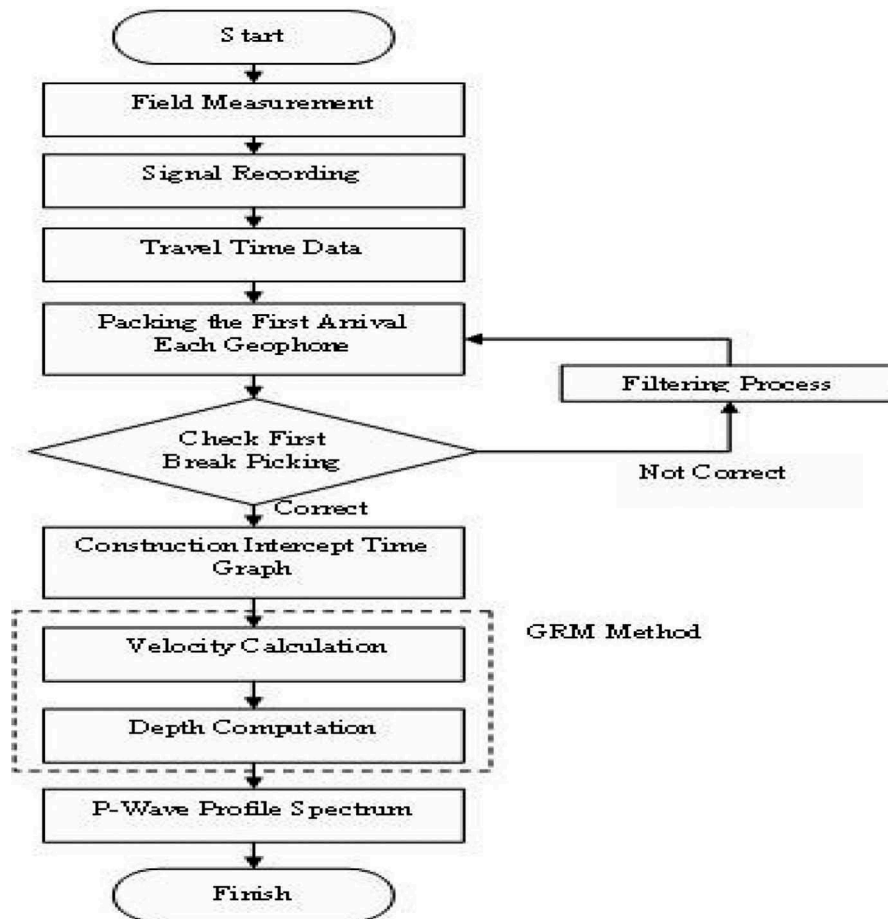 Start
Field Measurement
Signal Recording
Travel Time Data
Packing the First Arrival
Each Geophone
Filtering Process
Check First
Break Picking
Not Correct
Correct
Construction Intercept Time
Graph
GRM Method
Velocity Calculation
Depth Computation
P-Wave Profile Spectrum
Finish